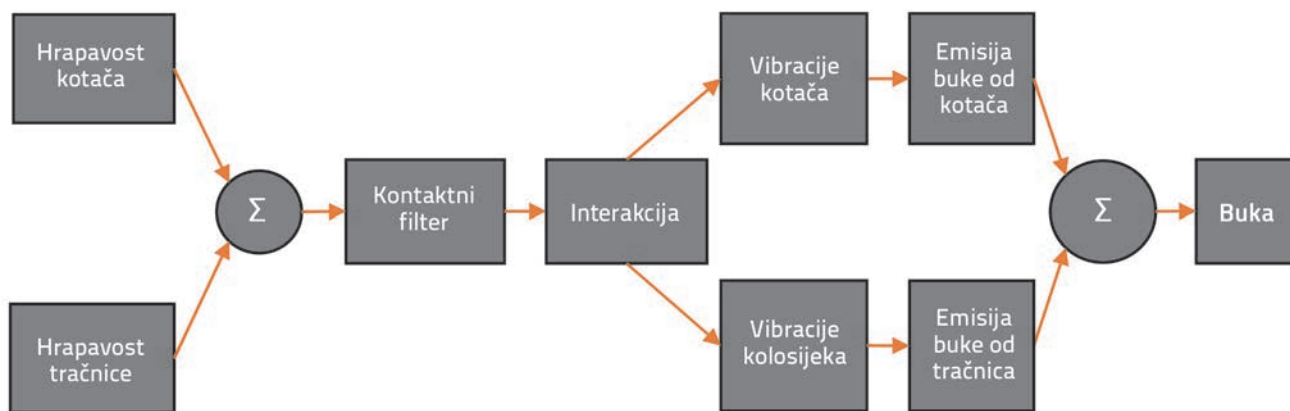 Hrapavost
kotača
Hrapavost
tračnice
Σ
Kontaktni
filter
Interakcija
Vibracije
kotača
Vibracije
kolosijeka
Emisija
buke od
kotača
Emisija
buke od
tračnica
Σ
Buka